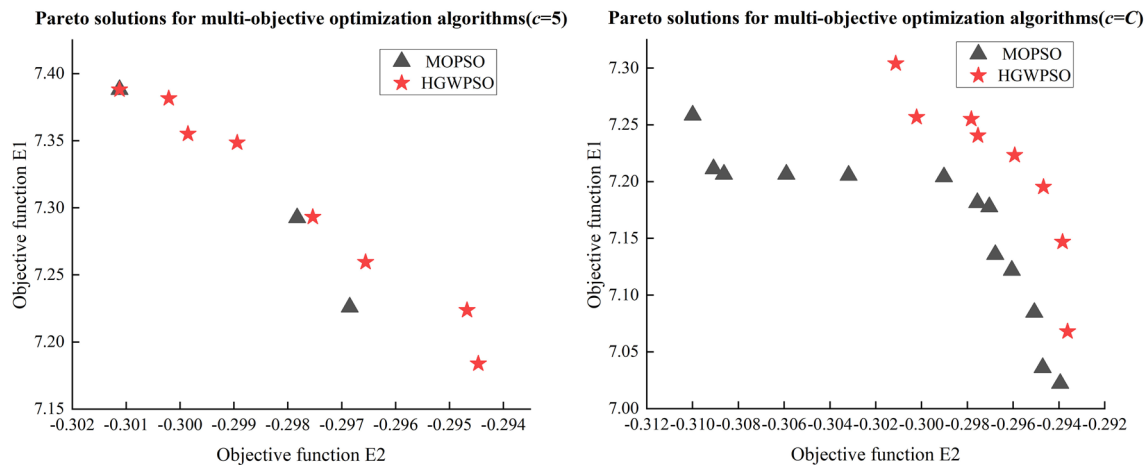 Pareto solutions for multi-objective optimization algorithms(c=5)
MOPSO
HGWPSO
7.40
7.35
7.30
7.25
7.20
7.15
Objective function E1
-0.302 -0.301 -0.300 -0.299 -0.298 -0.297 -0.296 -0.295 -0.294
Objective function E2
Pareto solutions for multi-objective optimization algorithms(c=C)
MOPSO
HGWPSO
7.30
7.25
7.20
7.15
7.10
7.05
7.00
Objective function E1
-0.312 -0.310 -0.308 -0.306 -0.304 -0.302 -0.300 -0.298 -0.296 -0.294 -0.292
Objective function E2